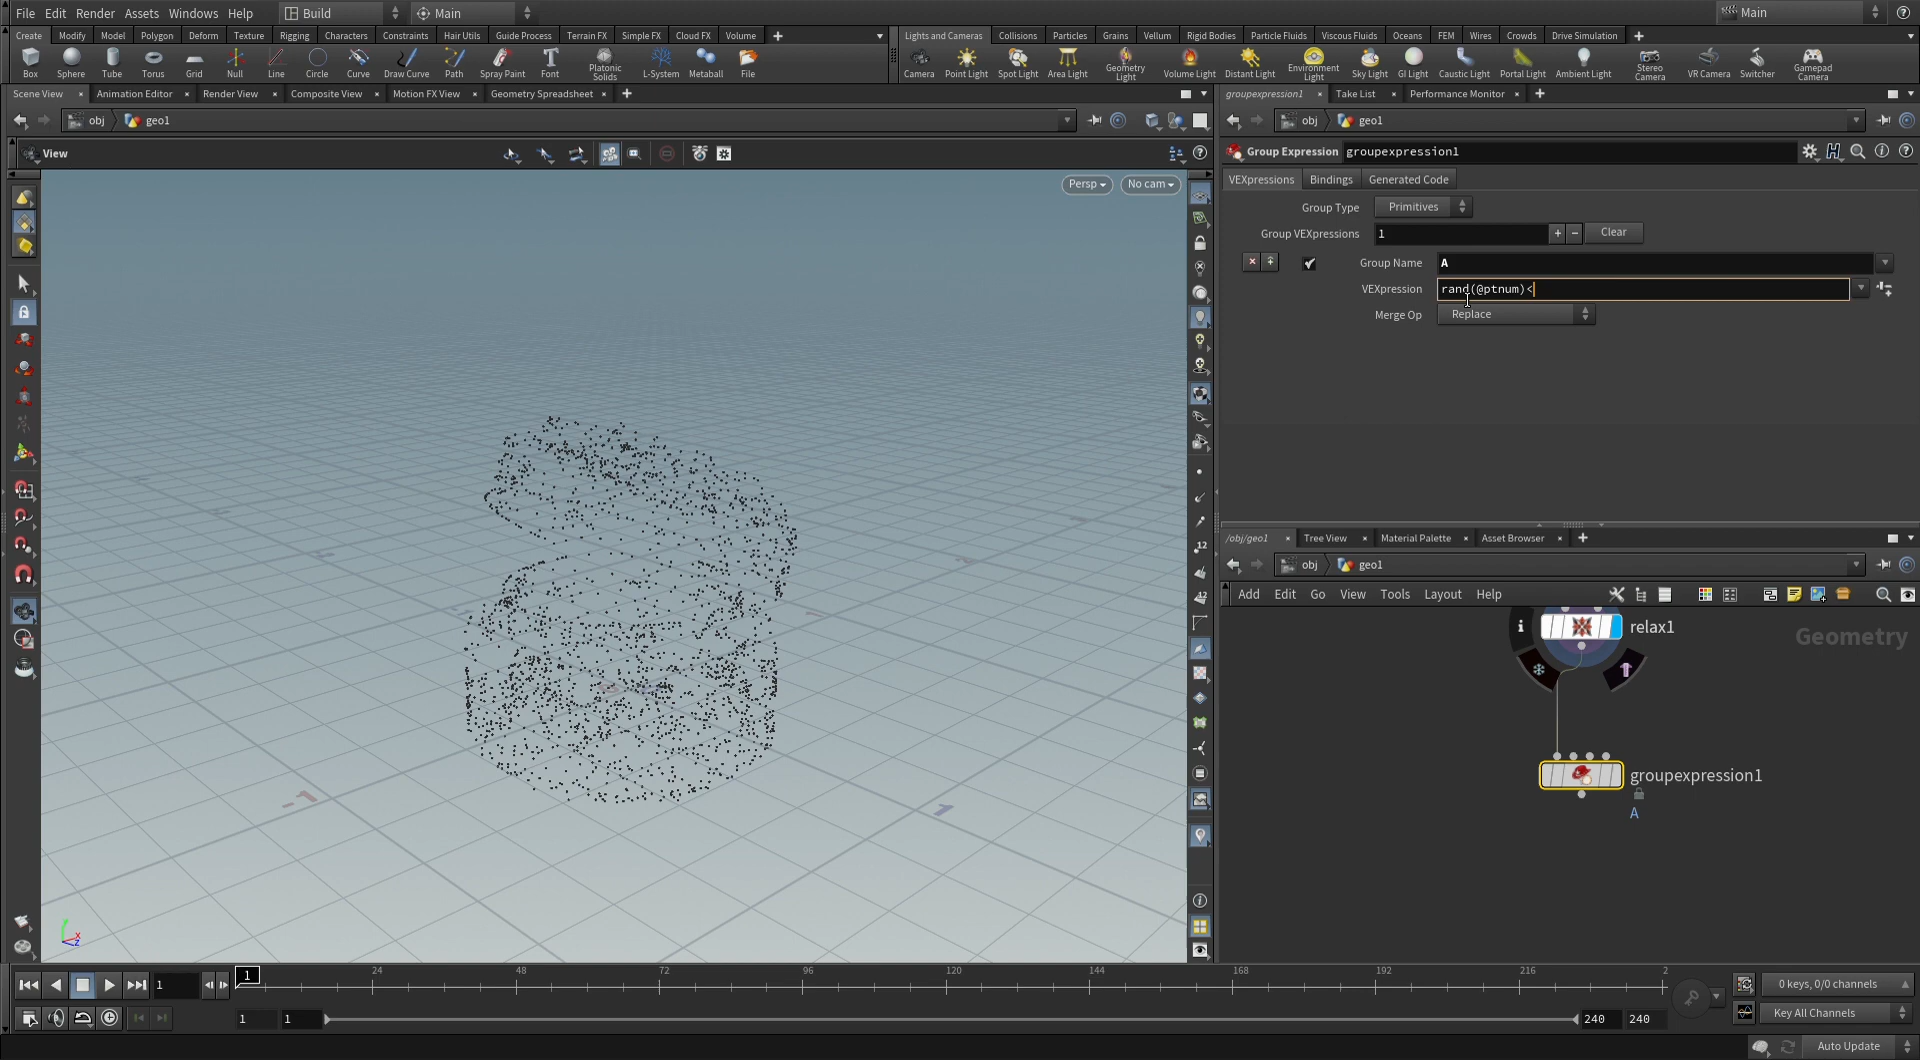 File Edit Render Assets Windows Help Build Main Main
Create Modify Model Polygon Deform Texture Rigging Characters Constraints Hair Utils Guide Process Terrain FX Simple FX Cloud FX Volume
Lights and Cameras Collisions Particles Grains Vellum Rigid Bodies Particle Fluids Viscous Fluids Oceans FEM Wires Crowds Drive Simulation
Box Sphere Tube Torus Grid Null Line Circle Curve Draw Curve Path Spray Paint Font Platonic Solids L-System Metaball File
Camera Point Light Spot Light Area Light Geometry Light Volume Light Distant Light Environment Light Sky Light GI Light Caustic Light Portal Light Ambient Light Stereo Camera VR Camera Switcher Gamepad Camera
Scene View Animation Editor Render View Composite View Motion FX View Geometry Spreadsheet
groupexpression1 Take List Performance Monitor
obj geo1
obj geo1
View
Persp No cam
Group Expression groupexpression1
VEXpressions Bindings Generated Code
Group Type Primitives
Group VEXpressions 1 Clear
Group Name A
VEXpression rand(@ptnum)<
Merge Op Replace
/obj/geo1 Tree View Material Palette Asset Browser
obj geo1
Add Edit Go View Tools Layout Help
relax1
Geometry
groupexpression1
A
12
12
-1
1
x
z
1 24 48 72 96 120 144 168 192 216 2
1
1 1 240 240
0 keys, 0/0 channels
Key All Channels
Auto Update